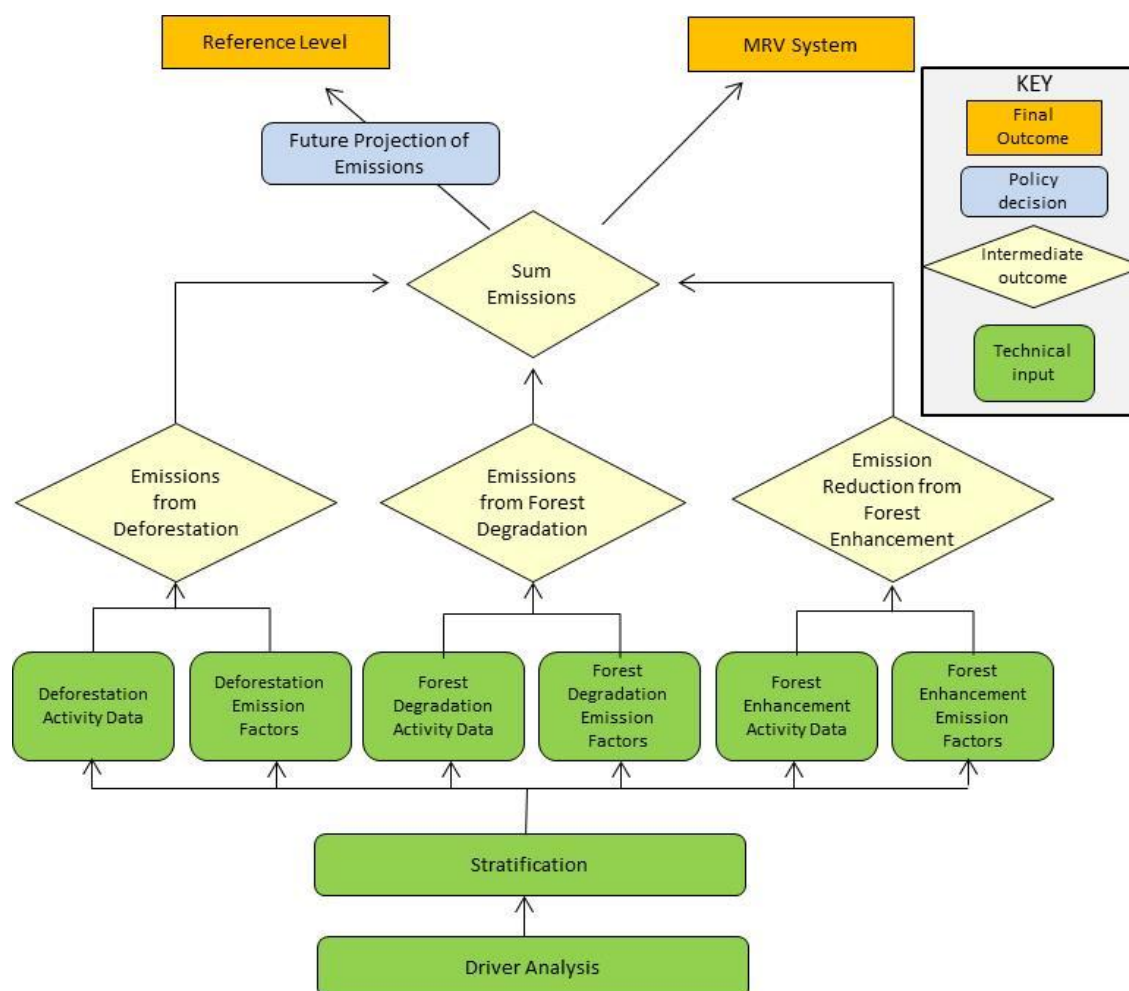 Reference Level
MRV System
KEY
Final
Outcome
Policy
decision
Intermediate
outcome
Technical
input
Future Projection of
Emissions
Sum
Emissions
Emissions
from
Deforestation
Emissions
from Forest
Degradation
Emission
Reduction from
Forest
Enhancement
Deforestation
Activity Data
Deforestation
Emission
Factors
Forest
Degradation
Activity Data
Forest
Degradation
Emission
Factors
Forest
Enhancement
Activity Data
Forest
Enhancement
Emission
Factors
Stratification
Driver Analysis